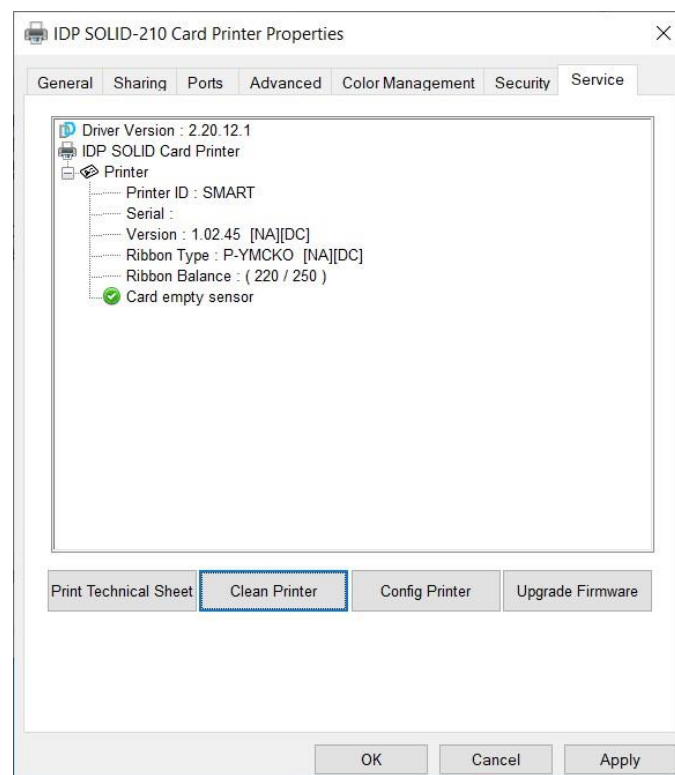 IDP SOLID-210 Card Printer Properties
General Sharing Ports Advanced Color Management Security Service
Driver Version : 2.20.12.1
IDP SOLID Card Printer
Printer
Printer ID : SMART
Serial :
Version : 1.02.45 [NA][DC]
Ribbon Type : P-YMCKO [NA][DC]
Ribbon Balance : ( 220 / 250 )
Card empty sensor
Print Technical Sheet Clean Printer Config Printer Upgrade Firmware
OK Cancel Apply